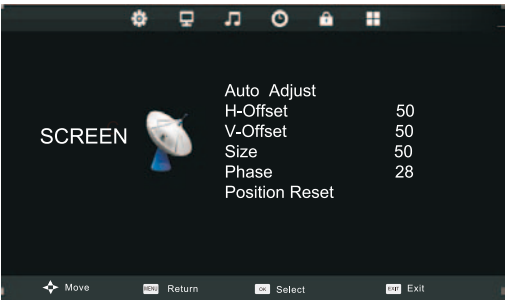 Auto Adjust
H-Offset 50
V-Offset 50
SCREEN
Size 50
Phase 28
Position Reset
Move MENU Return OK Select EXIT Exit